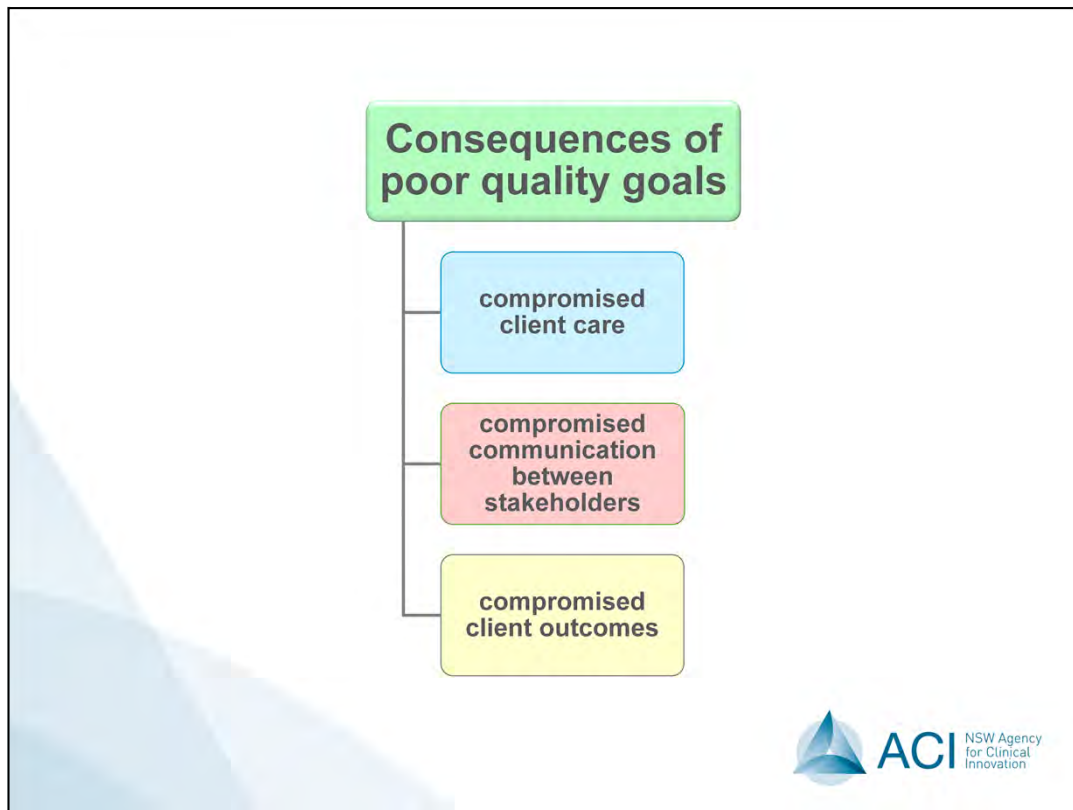 Consequences of
poor quality goals
compromised
client care
compromised
communication
between
stakeholders
compromised
client outcomes
ACI
NSW Agency
for Clinical
Innovation